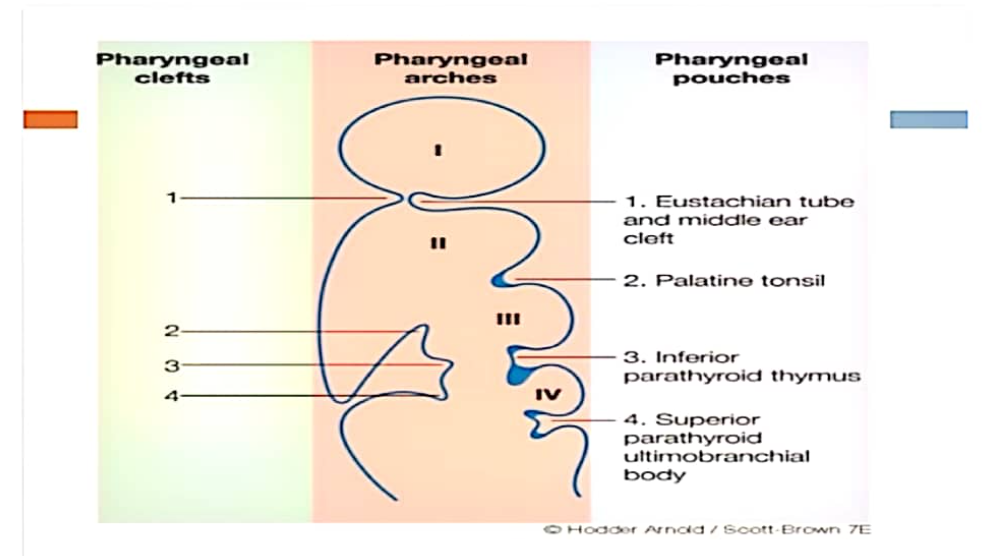 Pharyngeal
clefts
Pharyngeal
arches
Pharyngeal
pouches
I
1
1. Eustachian tube
and middle ear
cleft
II
2. Palatine tonsil
III
2
3
4
3. Inferior
parathyroid thymus
IV
4. Superior
parathyroid
ultimobranchial
body
© Hodder Arnold / Scott-Brown 7E